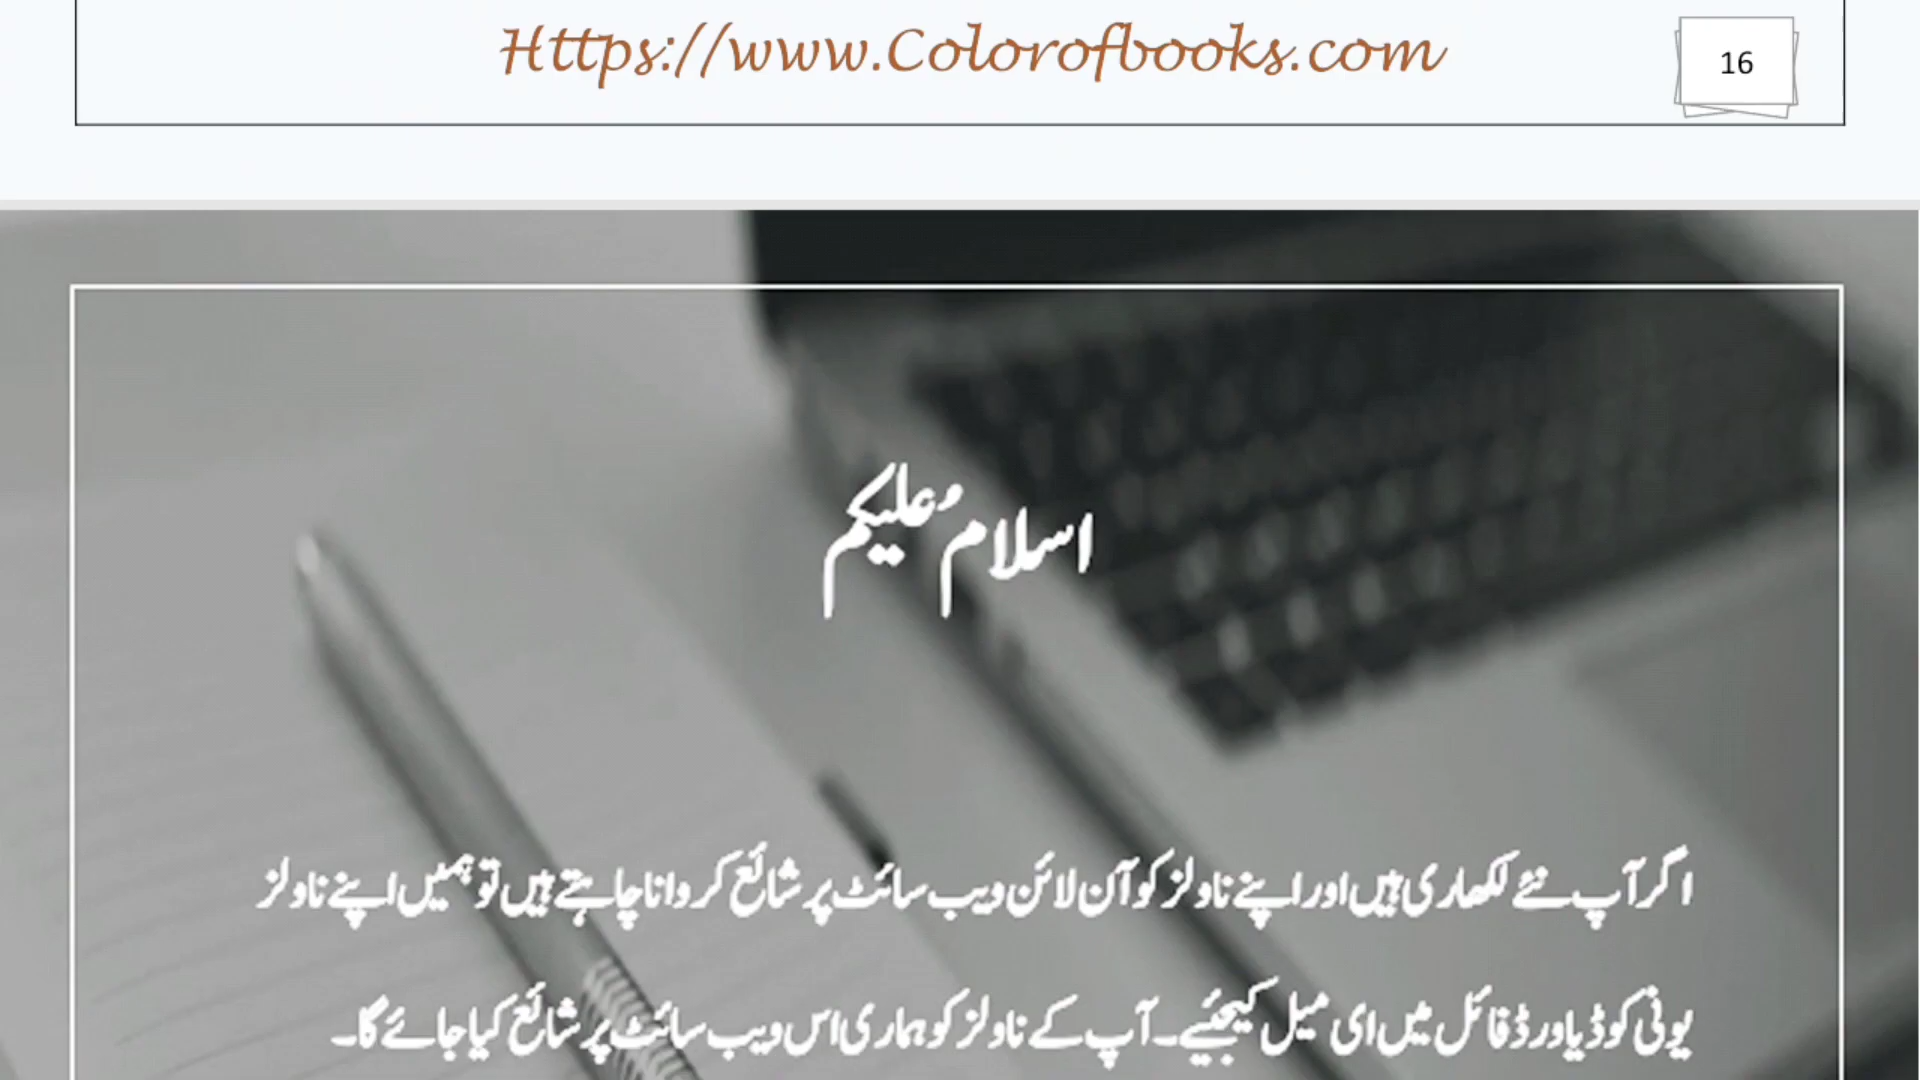 Https://www.Colorofbooks.com
16
اسلام ُعلیکم
اگر آپ نئے لکھاری ہیں اور اپنے ناولز کو آن لائن ویب سائٹ پر شائع کروانا چاہتے ہیں تو ہمیں اپنے ناولز
یونی کوڈ یا ورڈ فائل میں ای میل کیجئیے۔ آپ کے ناولز کو ہماری اس ویب سائٹ پر شائع کیا جائے گا۔